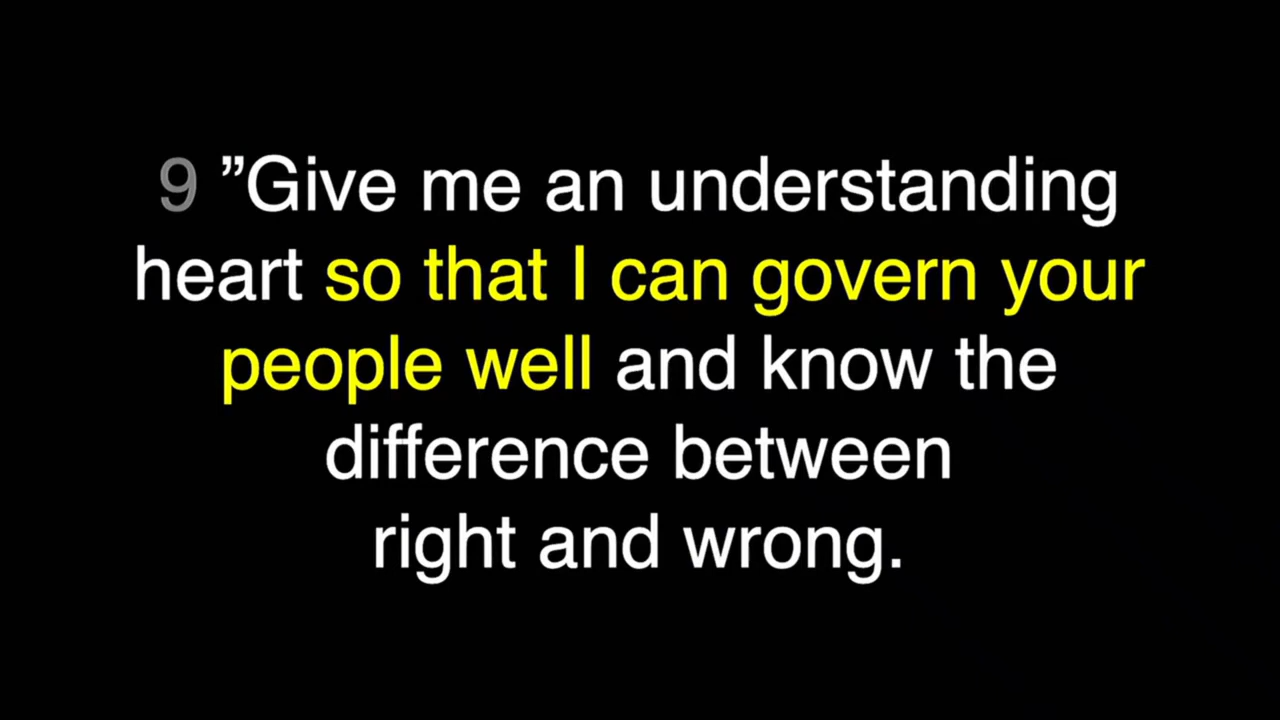 9 ”Give me an understanding
heart so that I can govern your
people well and know the
difference between
right and wrong.